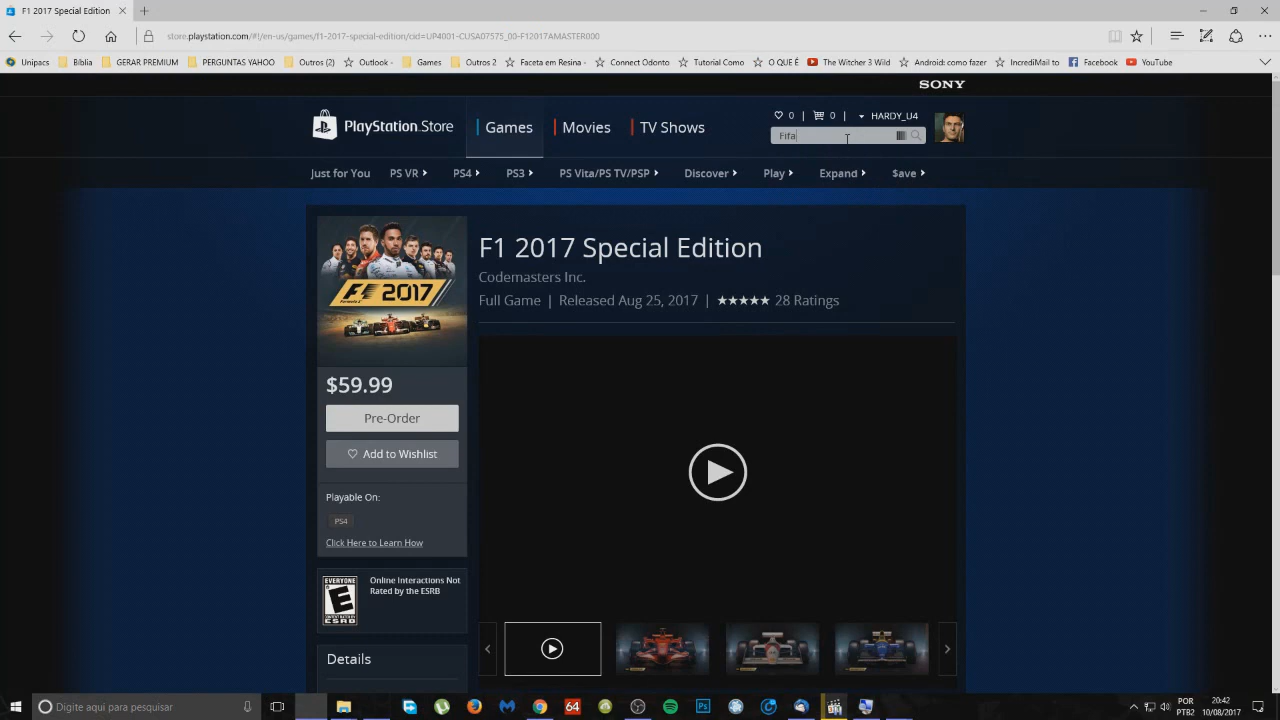 F1 2017 Special Edition
store.playstation.com/#!/en-us/games/f1-2017-special-edition/cid=UP4001-CUSA07575_00-F12017AMASTER000
Unipacs
Bíblia
GERAR PREMIUM
PERGUNTAS YAHOO
Outros (2)
Outlook -
Games
Outros 2
Faceta em Resina -
Connect Odonto
Tutorial Como
O QUE É
The Witcher 3 Wild
Amazon compras
zoeiras
IncrediMail to
Facebook
YouTube
SONY
PlayStation Store
Games
Movies
TV Shows
0 | 0 | HARDY_U4
Fifa
Just for You
PS VR
PS4
PS3
PS Vita/PS TV/PSP
Discover
Play
Expand
$ave
F1 2017 Special Edition
Codemasters Inc.
Full Game | Released Aug 25, 2017 | ★★★★★ 28 Ratings
F1 2017
$59.99
Pre-Order
Add to Wishlist
Playable On:
PS4
Click Here to Learn How
EVERYONE
E
ESRB
Online Interactions Not
Rated by the ESRB
Details
Digite aqui para pesquisar
64
Ps
POR
PTB2
20:42
10/08/2017